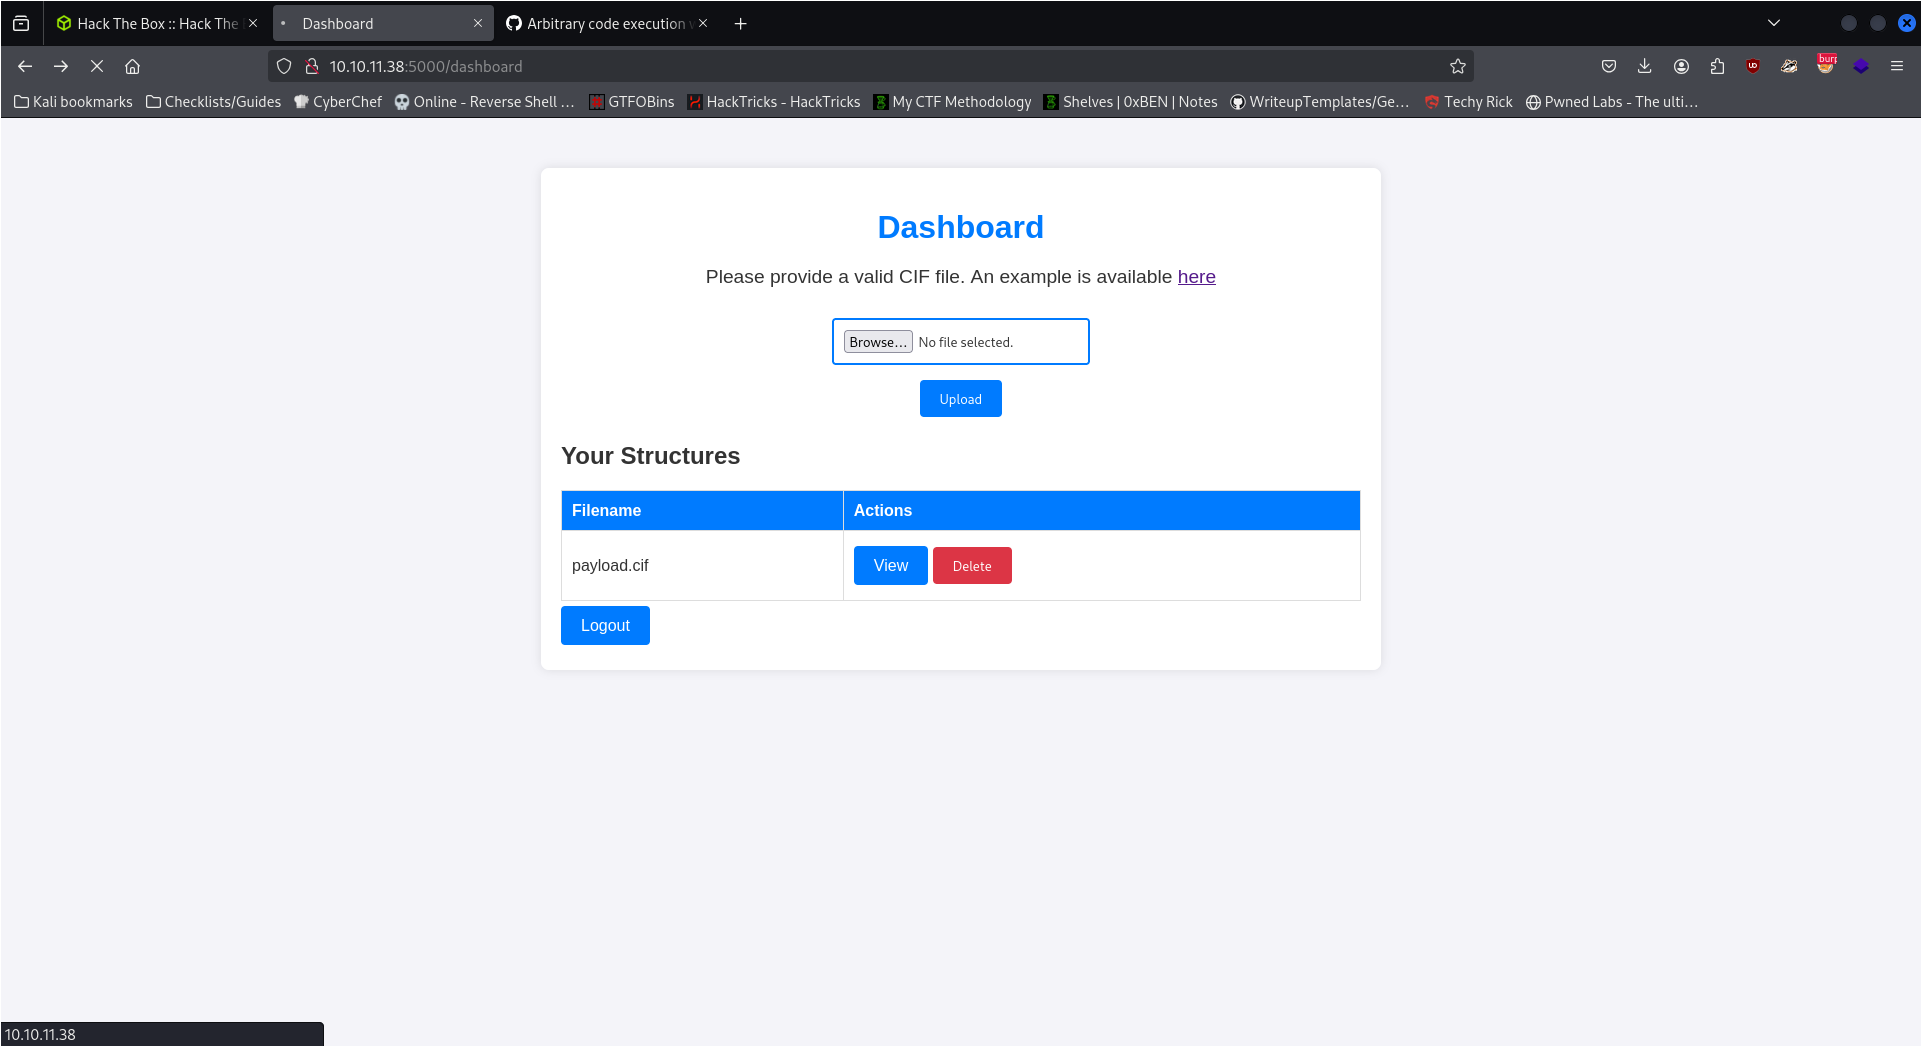 Hack The Box :: Hack The
Dashboard
Arbitrary code execution
10.10.11.38:5000/dashboard
burp
Kali bookmarks Checklists/Guides CyberChef Online - Reverse Shell ... GTFOBins HackTricks - HackTricks My CTF Methodology Shelves | 0xBEN | Notes WriteupTemplates/Ge... Techy Rick Pwned Labs - The ulti...
Dashboard
Please provide a valid CIF file. An example is available here
Browse... No file selected.
Upload
Your Structures
Filename Actions
payload.cif View Delete
Logout
10.10.11.38